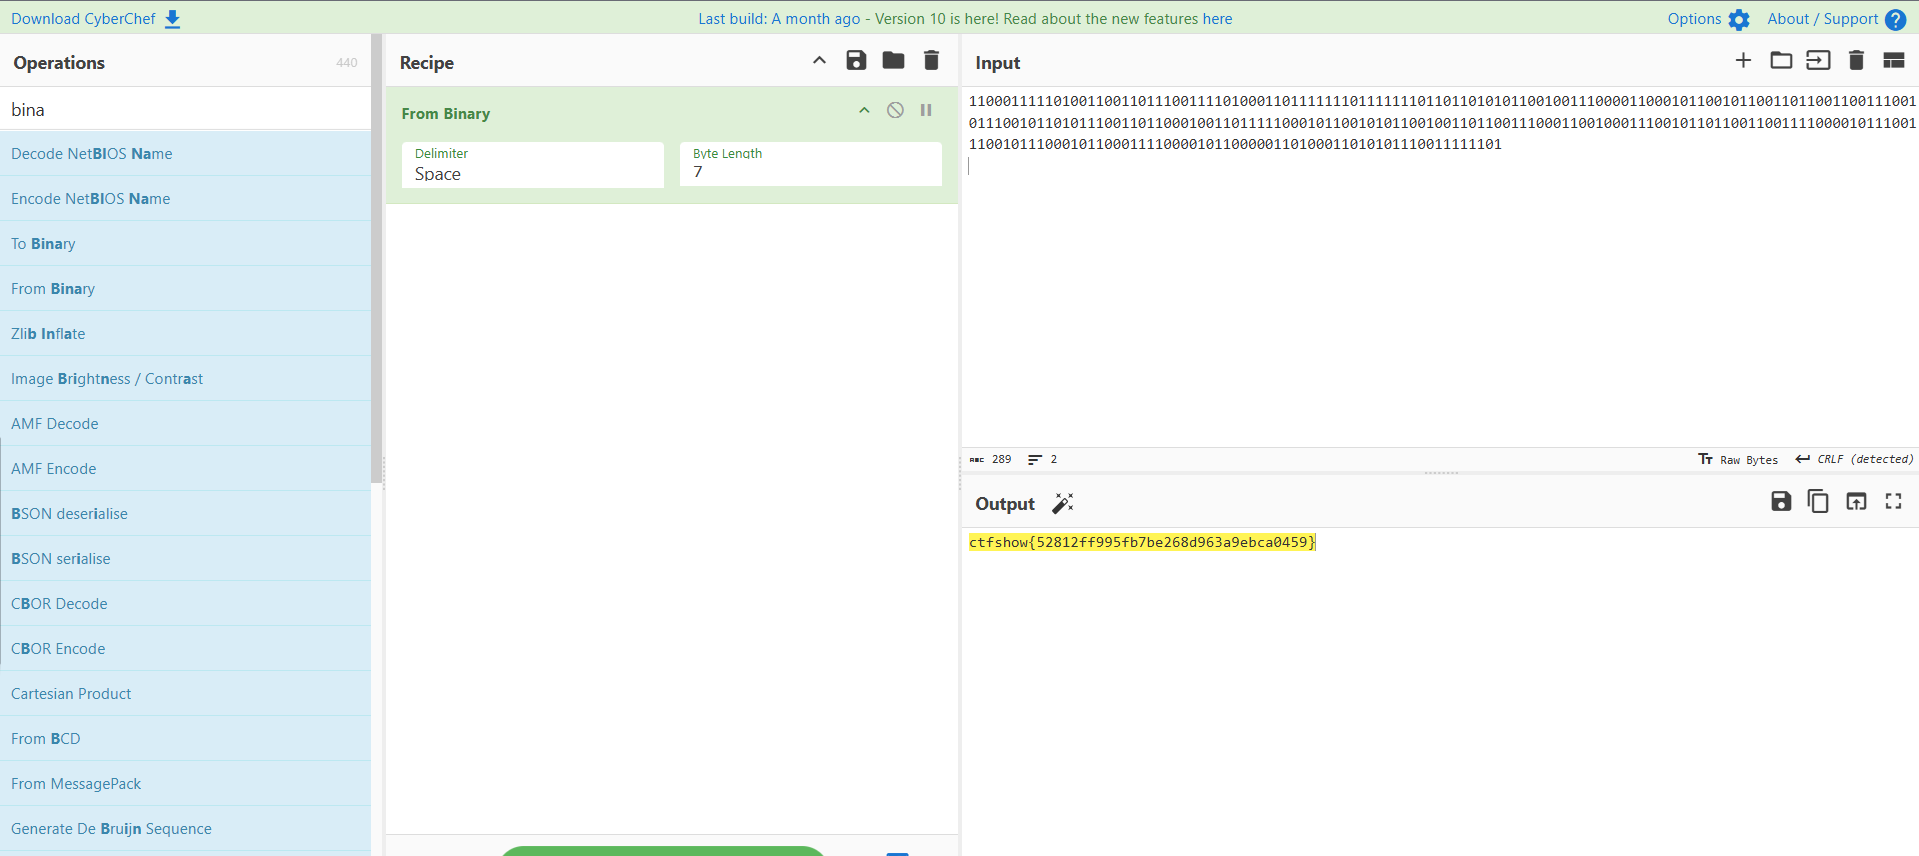 Download CyberChef
Last build: A month ago - Version 10 is here! Read about the new features here
Options
About / Support
Operations
440
bina
Decode NetBIOS Name
Encode NetBIOS Name
To Binary
From Binary
Zlib Inflate
Image Brightness / Contrast
AMF Decode
AMF Encode
BSON deserialise
BSON serialise
CBOR Decode
CBOR Encode
Cartesian Product
From BCD
From MessagePack
Generate De Bruijn Sequence
Recipe
From Binary
Delimiter
Space
Byte Length
7
Input
1100011111010011001101110011110100011011111110111111101101101010110010011100001100010110010110011011001100111001
0111001011010111001101100010011011111000101100101011001001101100111000110010001110010110110011001111000010111001
110010111000101100011110000101100000110100011010101110011111101
289
2
Raw Bytes
CRLF (detected)
Output
ctfshow{52812ff995fb7be268d963a9ebca0459}